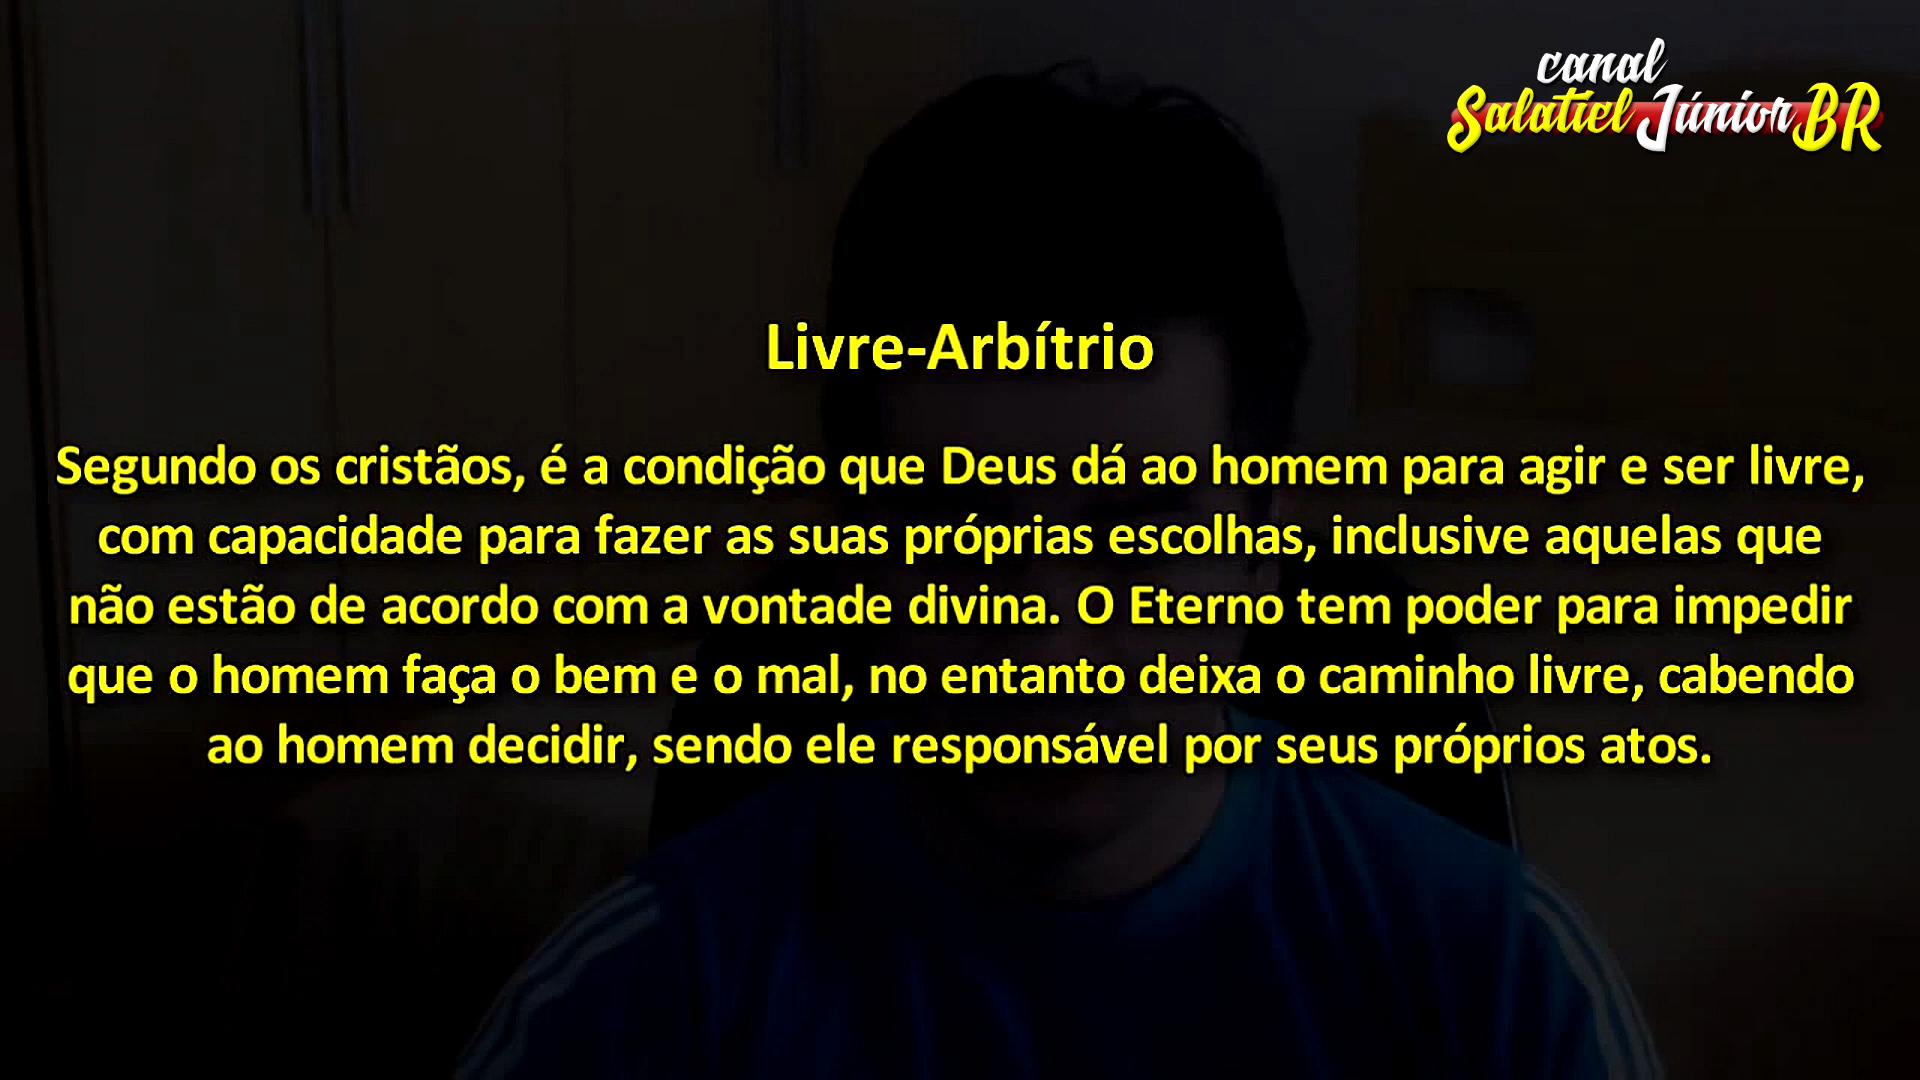 canal
Salatiel Júnior BR
Livre-Arbítrio
Segundo os cristãos, é a condição que Deus dá ao homem para agir e ser livre,
com capacidade para fazer as suas próprias escolhas, inclusive aquelas que
não estão de acordo com a vontade divina. O Eterno tem poder para impedir
que o homem faça o bem e o mal, no entanto deixa o caminho livre, cabendo
ao homem decidir, sendo ele responsável por seus próprios atos.